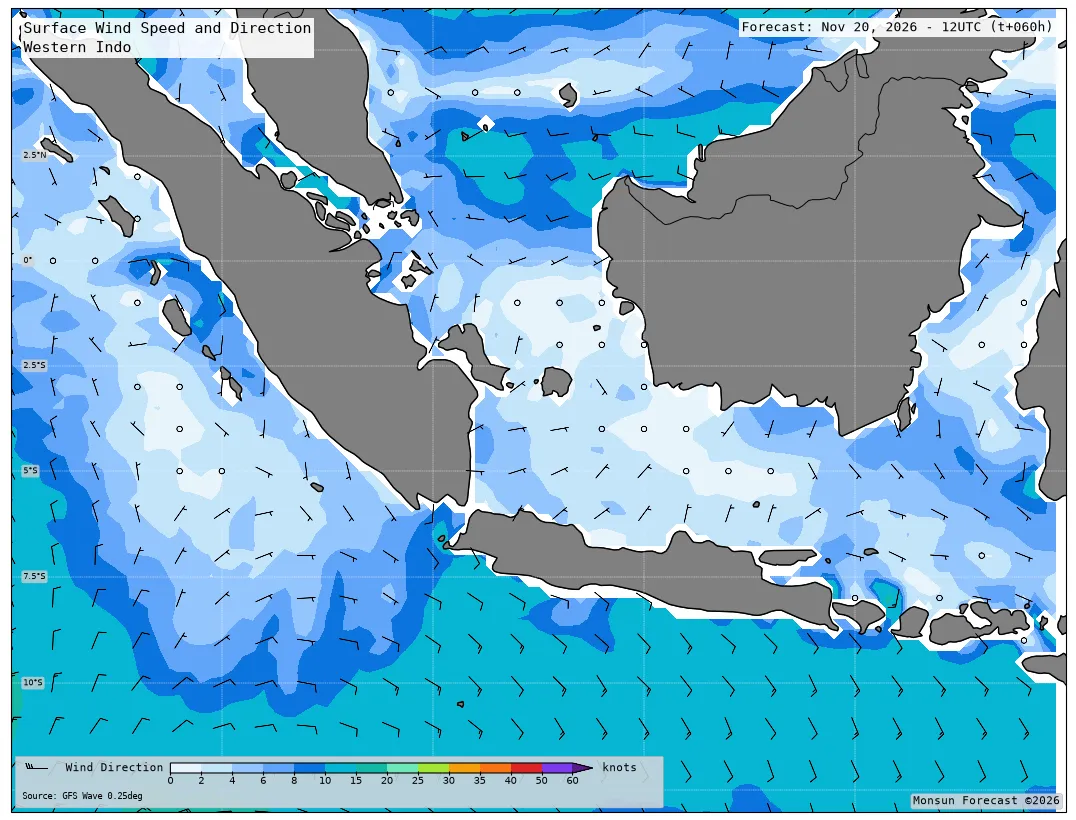 Surface Wind Speed and Direction
Western Indo
Forecast: Nov 20, 2026 - 12UTC (t+060h)
2.5°N
0°
2.5°S
5°S
7.5°S
10°S
Wind Direction
0 2 4 6 8 10 15 20 25 30 35 40 50 60
knots
Source: GFS Wave 0.25deg
Monsun Forecast ©2026